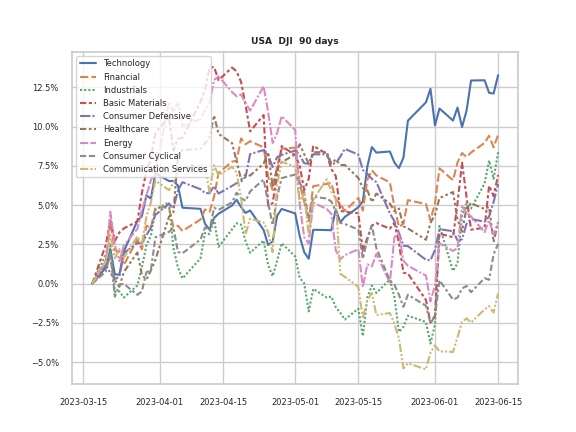 USA DJI 90 days
Technology
Financial
Industrials
Basic Materials
Consumer Defensive
Healthcare
Energy
Consumer Cyclical
Communication Services
12.5%
10.0%
7.5%
5.0%
2.5%
0.0%
−2.5%
−5.0%
2023-03-15 2023-04-01 2023-04-15 2023-05-01 2023-05-15 2023-06-01 2023-06-15